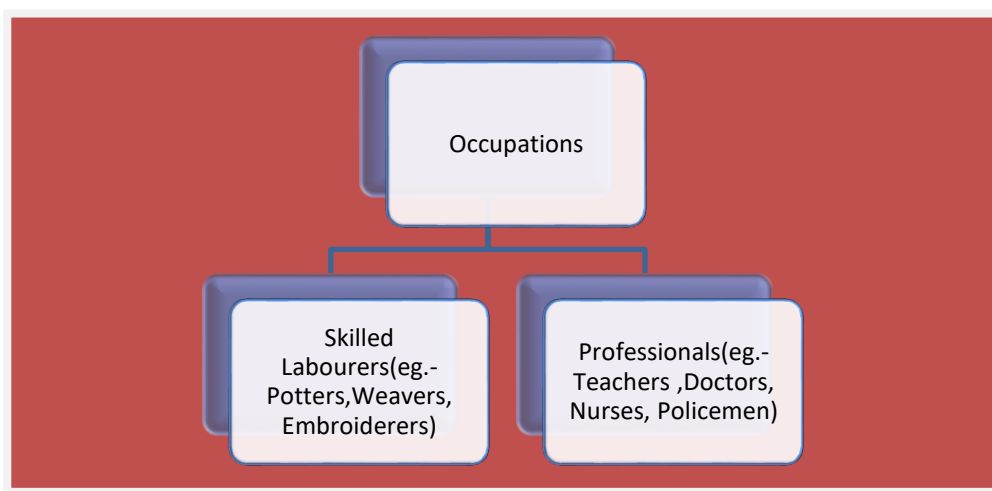 Occupations
Skilled
Labourers(eg.-
Potters,Weavers,
Embroiderers)
Professionals(eg.-
Teachers ,Doctors,
Nurses, Policemen)